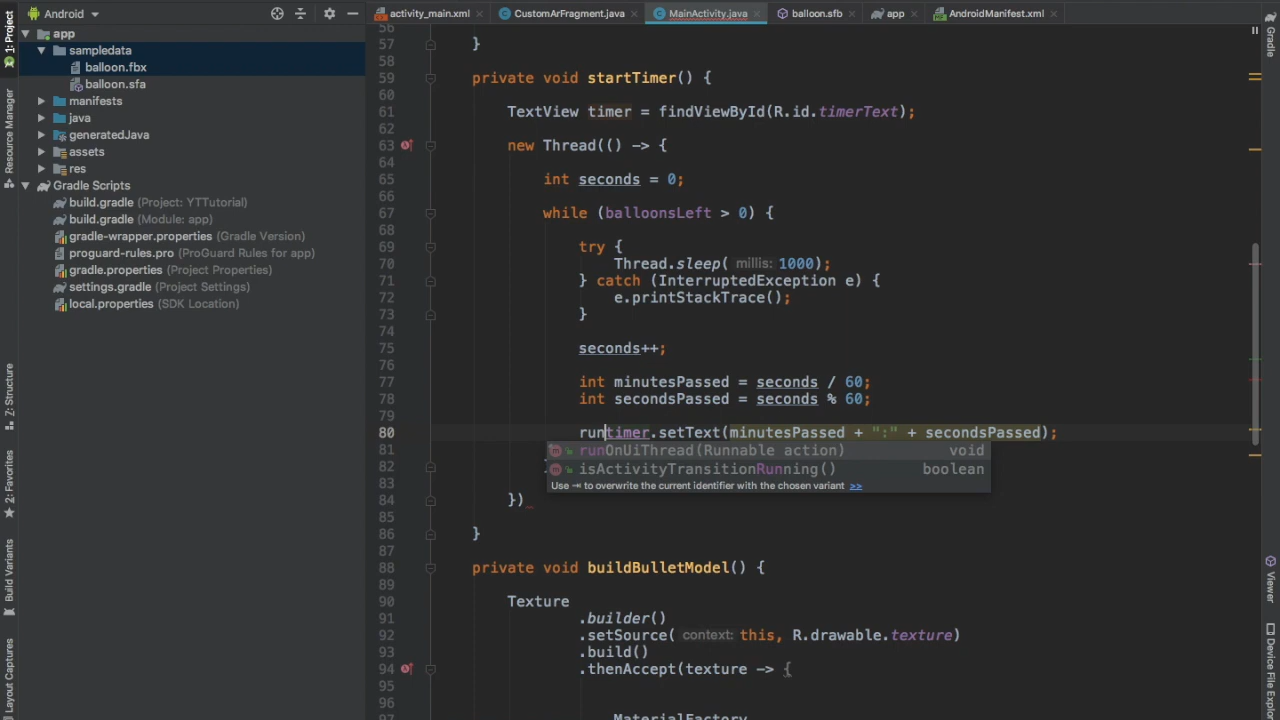 Android
activity_main.xml
CustomArFragment.java
MainActivity.java
balloon.sfb
app
AndroidManifest.xml
1: Project
Resource Manager
Z: Structure
2: Favorites
Build Variants
Layout Captures
app
sampledata
balloon.fbx
balloon.sfa
manifests
java
generatedJava
assets
res
Gradle Scripts
build.gradle (Project: YTTutorial)
build.gradle (Module: app)
gradle-wrapper.properties (Gradle Version)
proguard-rules.pro (ProGuard Rules for app)
gradle.properties (Project Properties)
settings.gradle (Project Settings)
local.properties (SDK Location)
56
57 }
58
59 private void startTimer() {
60
61 TextView timer = findViewById(R.id.timerText);
62
63 new Thread(() -> {
64
65 int seconds = 0;
66
67 while (balloonsLeft > 0) {
68
69 try {
70 Thread.sleep( millis: 1000);
71 } catch (InterruptedException e) {
72 e.printStackTrace();
73 }
74
75 seconds++;
76
77 int minutesPassed = seconds / 60;
78 int secondsPassed = seconds % 60;
79
80 runtimer.setText(minutesPassed + ":" + secondsPassed);
81
runOnUiThread(Runnable action) void
82
isActivityTransitionRunning() boolean
Use ⇥ to overwrite the current identifier with the chosen variant >>
83
84 })
85
86 }
87
88 private void buildBulletModel() {
89
90 Texture
91 .builder()
92 .setSource( context: this, R.drawable.texture)
93 .build()
94 .thenAccept(texture -> {
95
96
97 MaterialFactory
Gradle
Viewer
Device File Explo